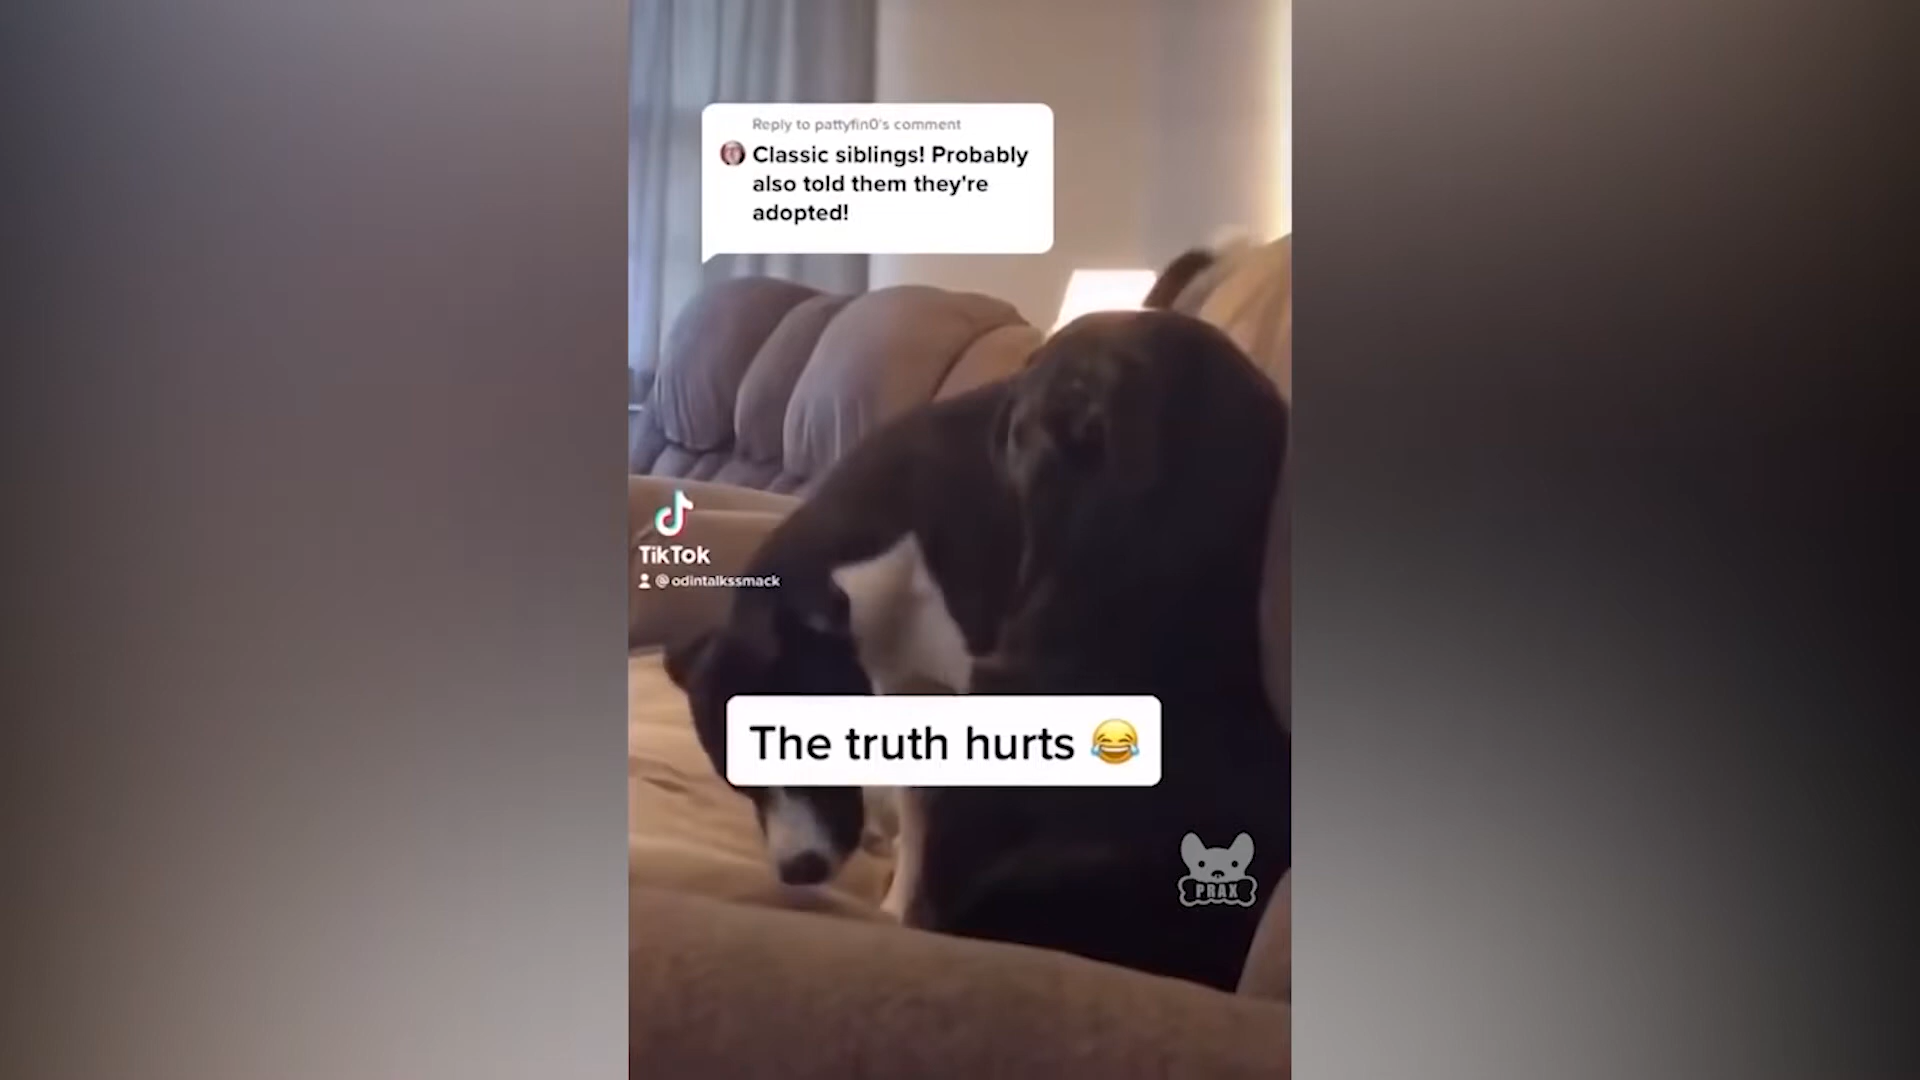 Reply to pattyfin0's comment
Classic siblings! Probably
also told them they're
adopted!
TikTok
@odintalkssmack
The truth hurts 😂
PRAX